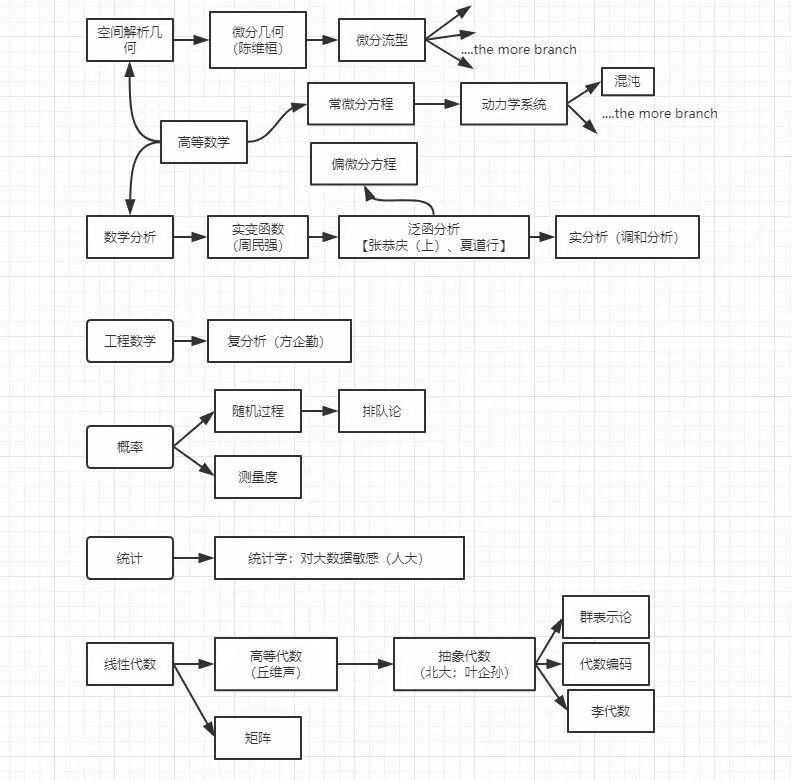 空间解析几
何
微分几何
（陈维桓）
微分流型
....the more branch
常微分方程
动力学系统
混沌
....the more branch
高等数学
偏微分方程
数学分析
实变函数
（周民强）
泛函分析
【张恭庆（上）、夏道行】
实分析（调和分析）
工程数学
复分析（方企勤）
概率
随机过程
排队论
测量度
统计
统计学：对大数据敏感（人大）
线性代数
高等代数
（丘维声）
抽象代数
（北大：叶企孙）
群表示论
代数编码
李代数
矩阵